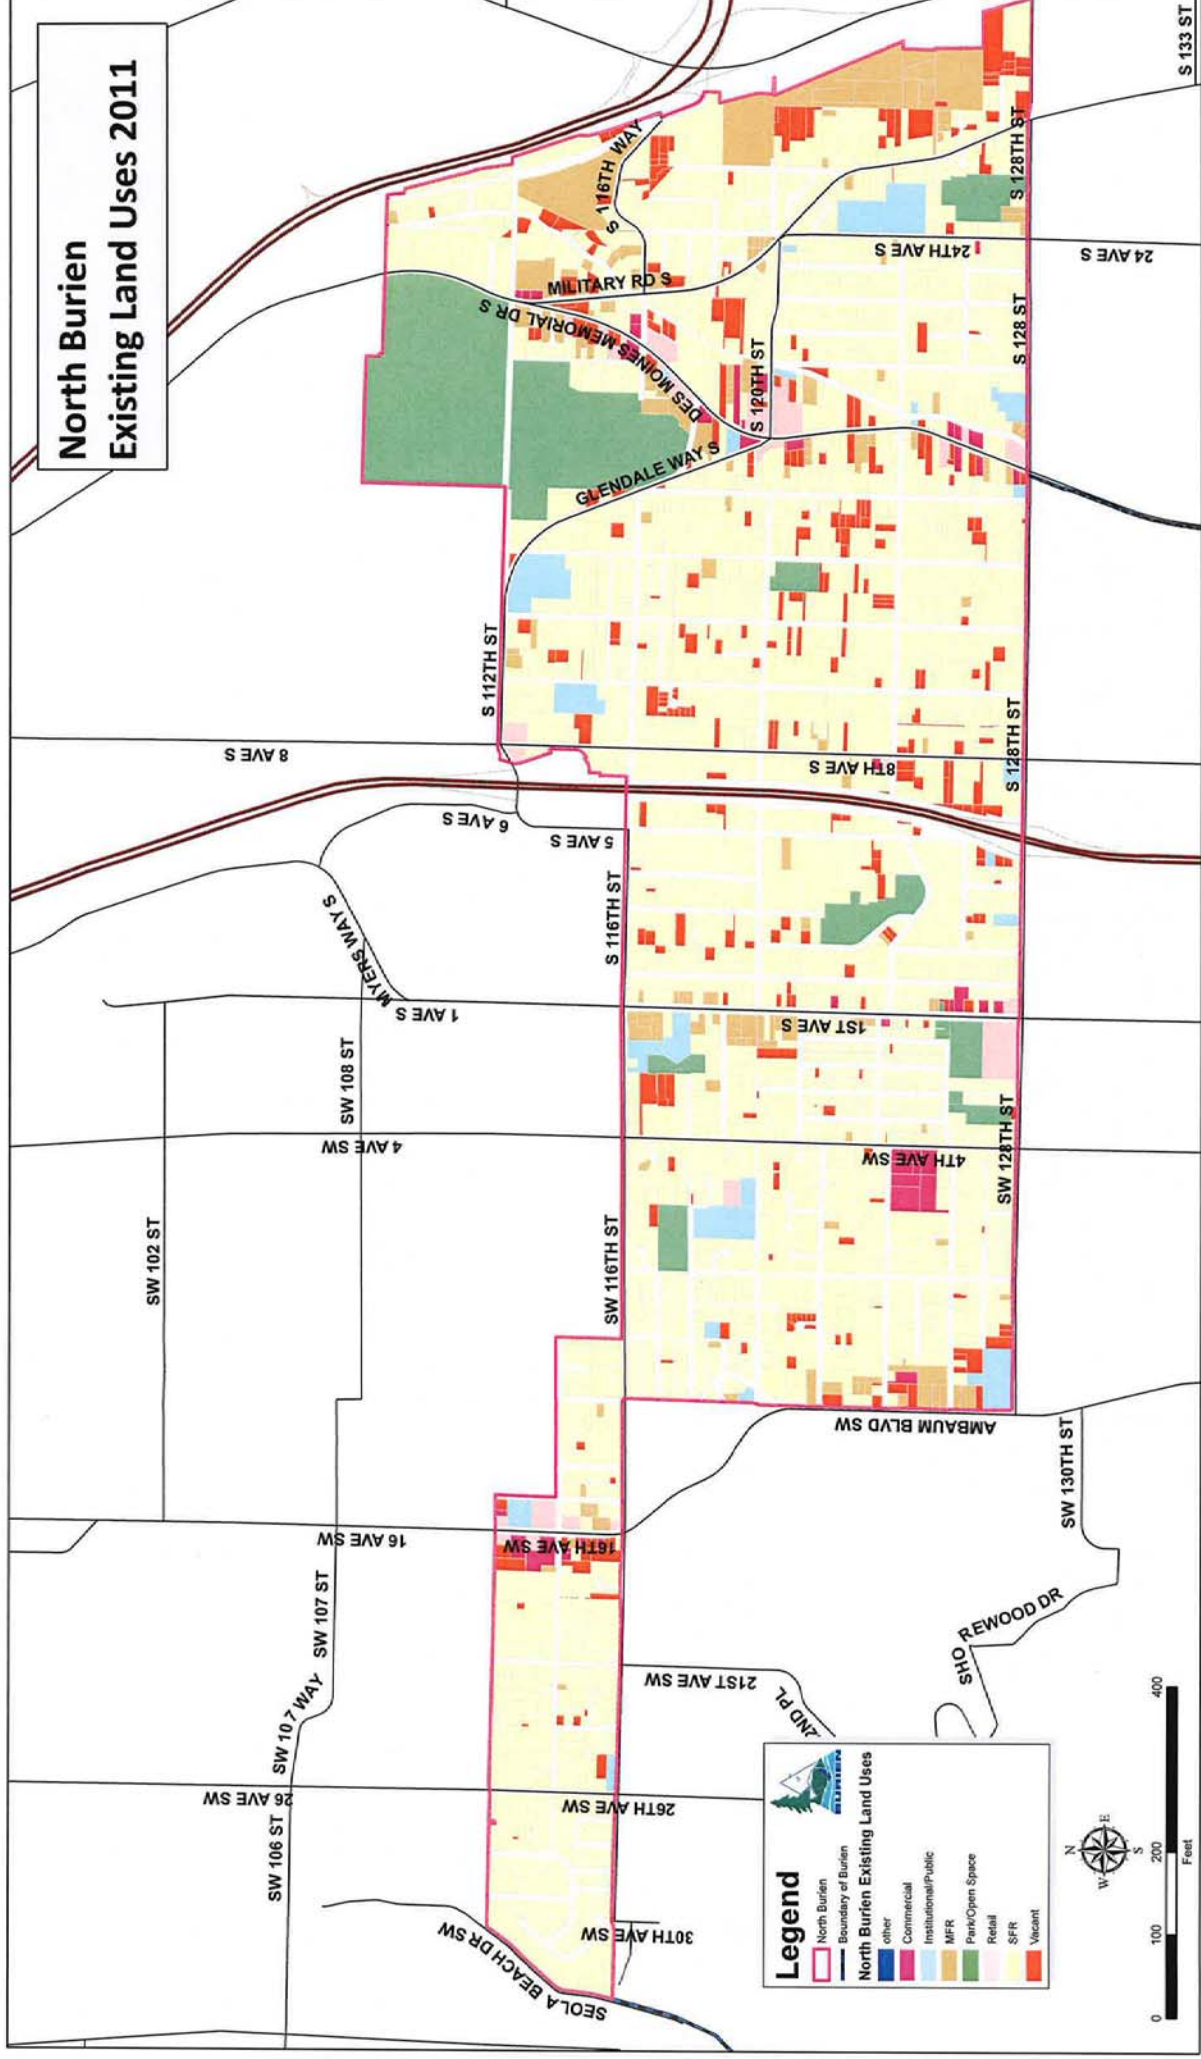 North Burien
Existing Land Uses 2011
S 133 ST
S 116TH WAY
S 128TH ST
24TH AVE S
24 AVE S
MILITARY RD S
DES MOINES MEMORIAL DR S
S 128 ST
S 120TH ST
GLENDALE WAY S
S 112TH ST
8 AVE S
8TH AVE S
S 128TH ST
6 AVE S
5 AVE S
S 116TH ST
MYERS WAY S
1 AVE S
1ST AVE S
SW 108 ST
4 AVE SW
4TH AVE SW
SW 128TH ST
SW 102 ST
SW 116TH ST
AMBAUM BLVD SW
SW 130TH ST
16 AVE SW
16TH AVE SW
SW 107 ST
SHOREWOOD DR
21ST AVE SW
2ND PL
SW 107 WAY
26 AVE SW
26TH AVE SW
SW 106 ST
30TH AVE SW
SEOLA BEACH DR SW
Legend
BURIEN
North Burien
Boundary of Burien
North Burien Existing Land Uses
other
Commercial
Institutional/Public
MFR
Park/Open Space
Retail
SFR
Vacant
N
W
E
S
0 100 200 400
Feet